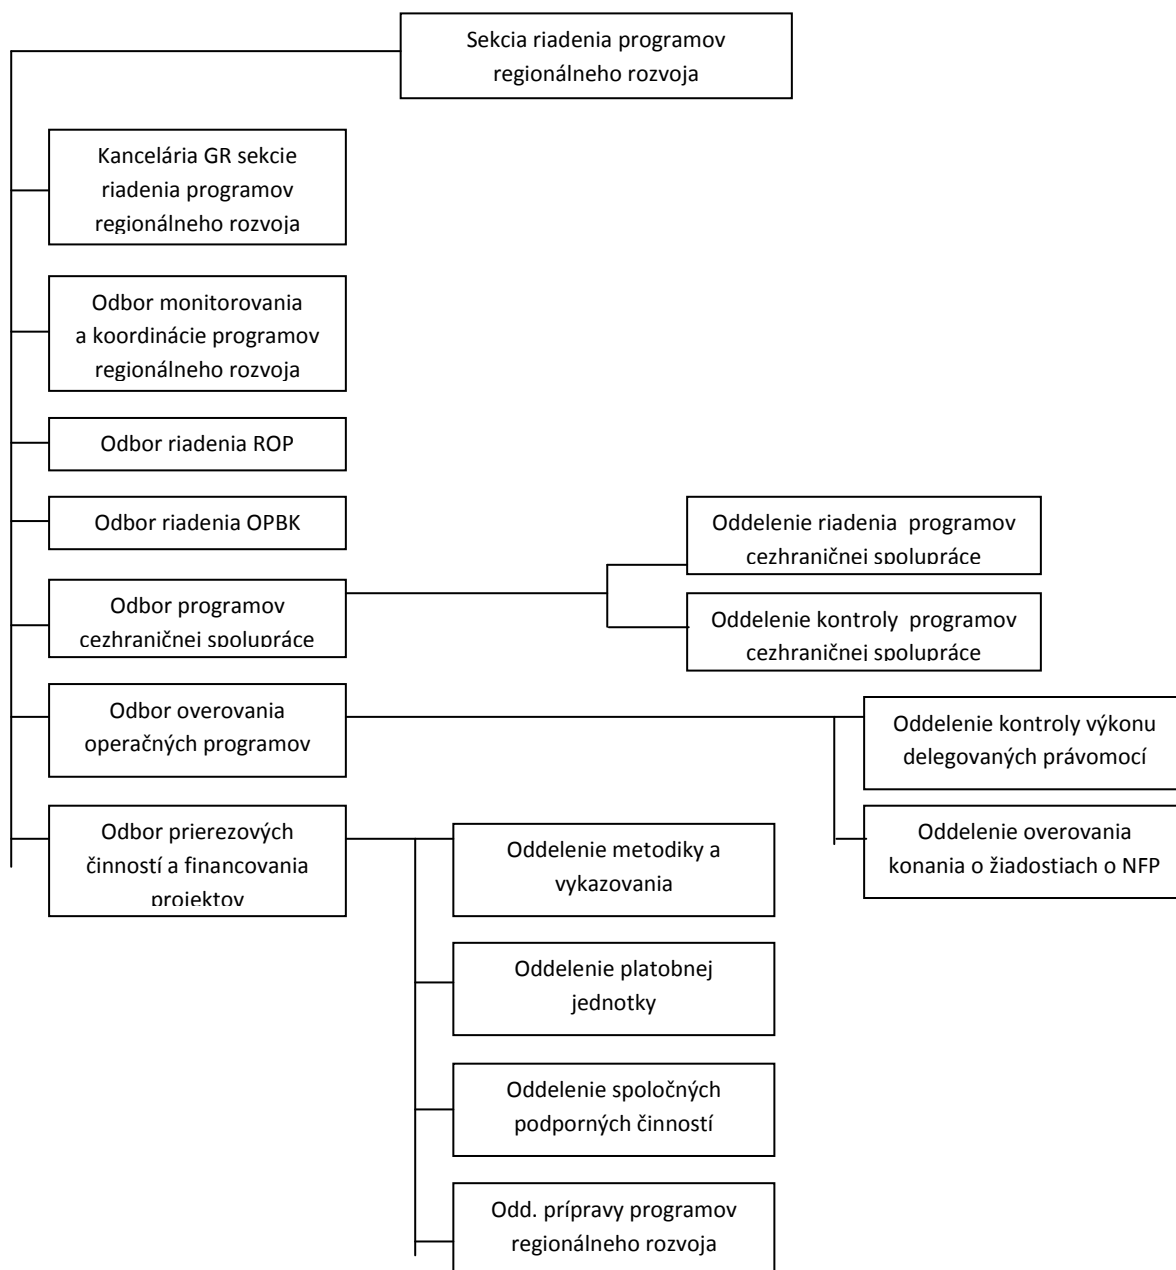 Sekcia riadenia programov
regionálneho rozvoja
Kancelária GR sekcie
riadenia programov
regionálneho rozvoja
Odbor monitorovania
a koordinácie programov
regionálneho rozvoja
Odbor riadenia ROP
Odbor riadenia OPBK
Odbor programov
cezhraničnej spolupráce
Oddelenie riadenia programov
cezhraničnej spolupráce
Oddelenie kontroly programov
cezhraničnej spolupráce
Odbor overovania
operačných programov
Oddelenie kontroly výkonu
delegovaných právomocí
Oddelenie overovania
konania o žiadostiach o NFP
Odbor prierezových
činností a financovania
projektov
Oddelenie metodiky a
vykazovania
Oddelenie platobnej
jednotky
Oddelenie spoločných
podporných činností
Odd. prípravy programov
regionálneho rozvoja